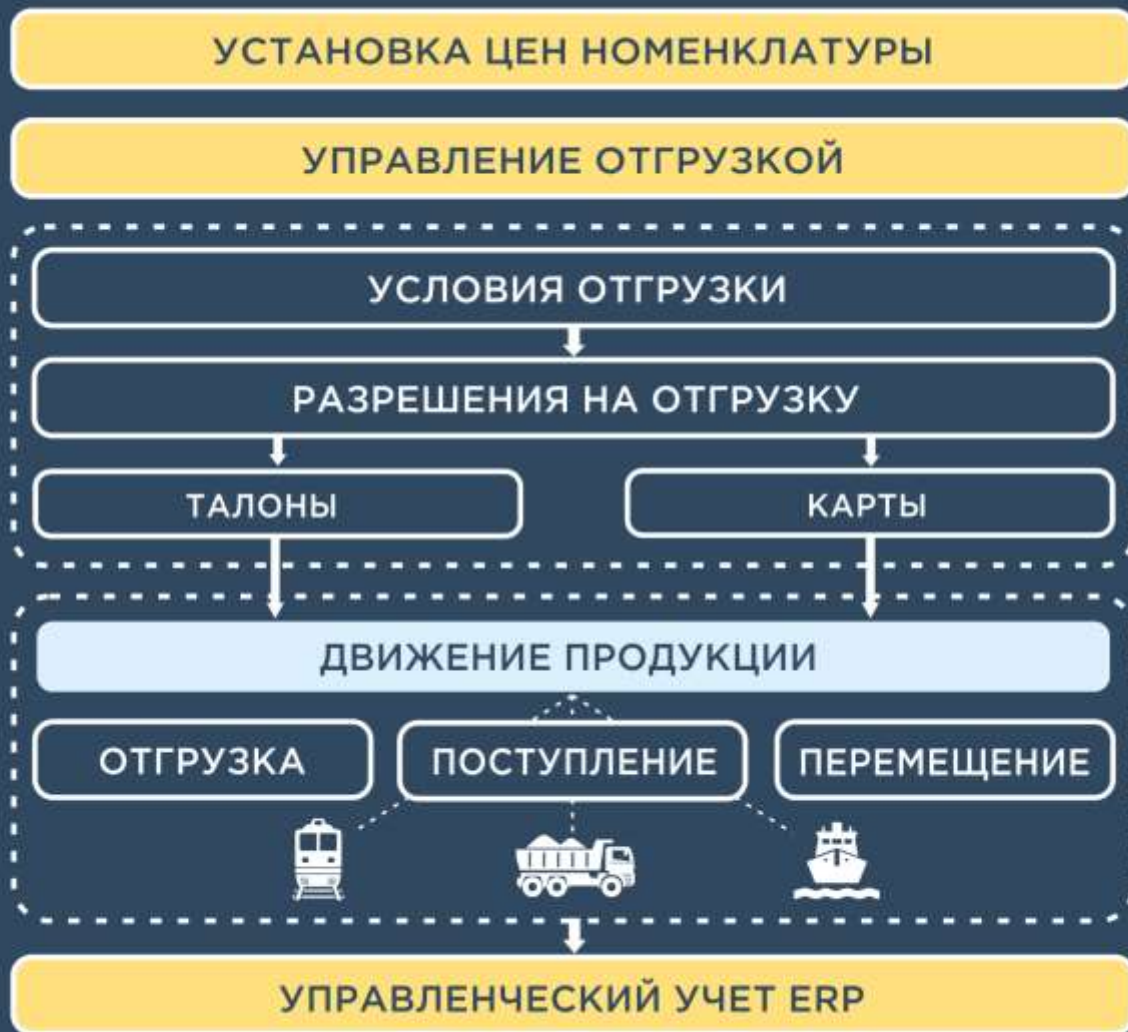 УСТАНОВКА ЦЕН НОМЕНКЛАТУРЫ
УПРАВЛЕНИЕ ОТГРУЗКОЙ
УСЛОВИЯ ОТГРУЗКИ
РАЗРЕШЕНИЯ НА ОТГРУЗКУ
ТАЛОНЫ
КАРТЫ
ДВИЖЕНИЕ ПРОДУКЦИИ
ОТГРУЗКА
ПОСТУПЛЕНИЕ
ПЕРЕМЕЩЕНИЕ
УПРАВЛЕНЧЕСКИЙ УЧЕТ ERP